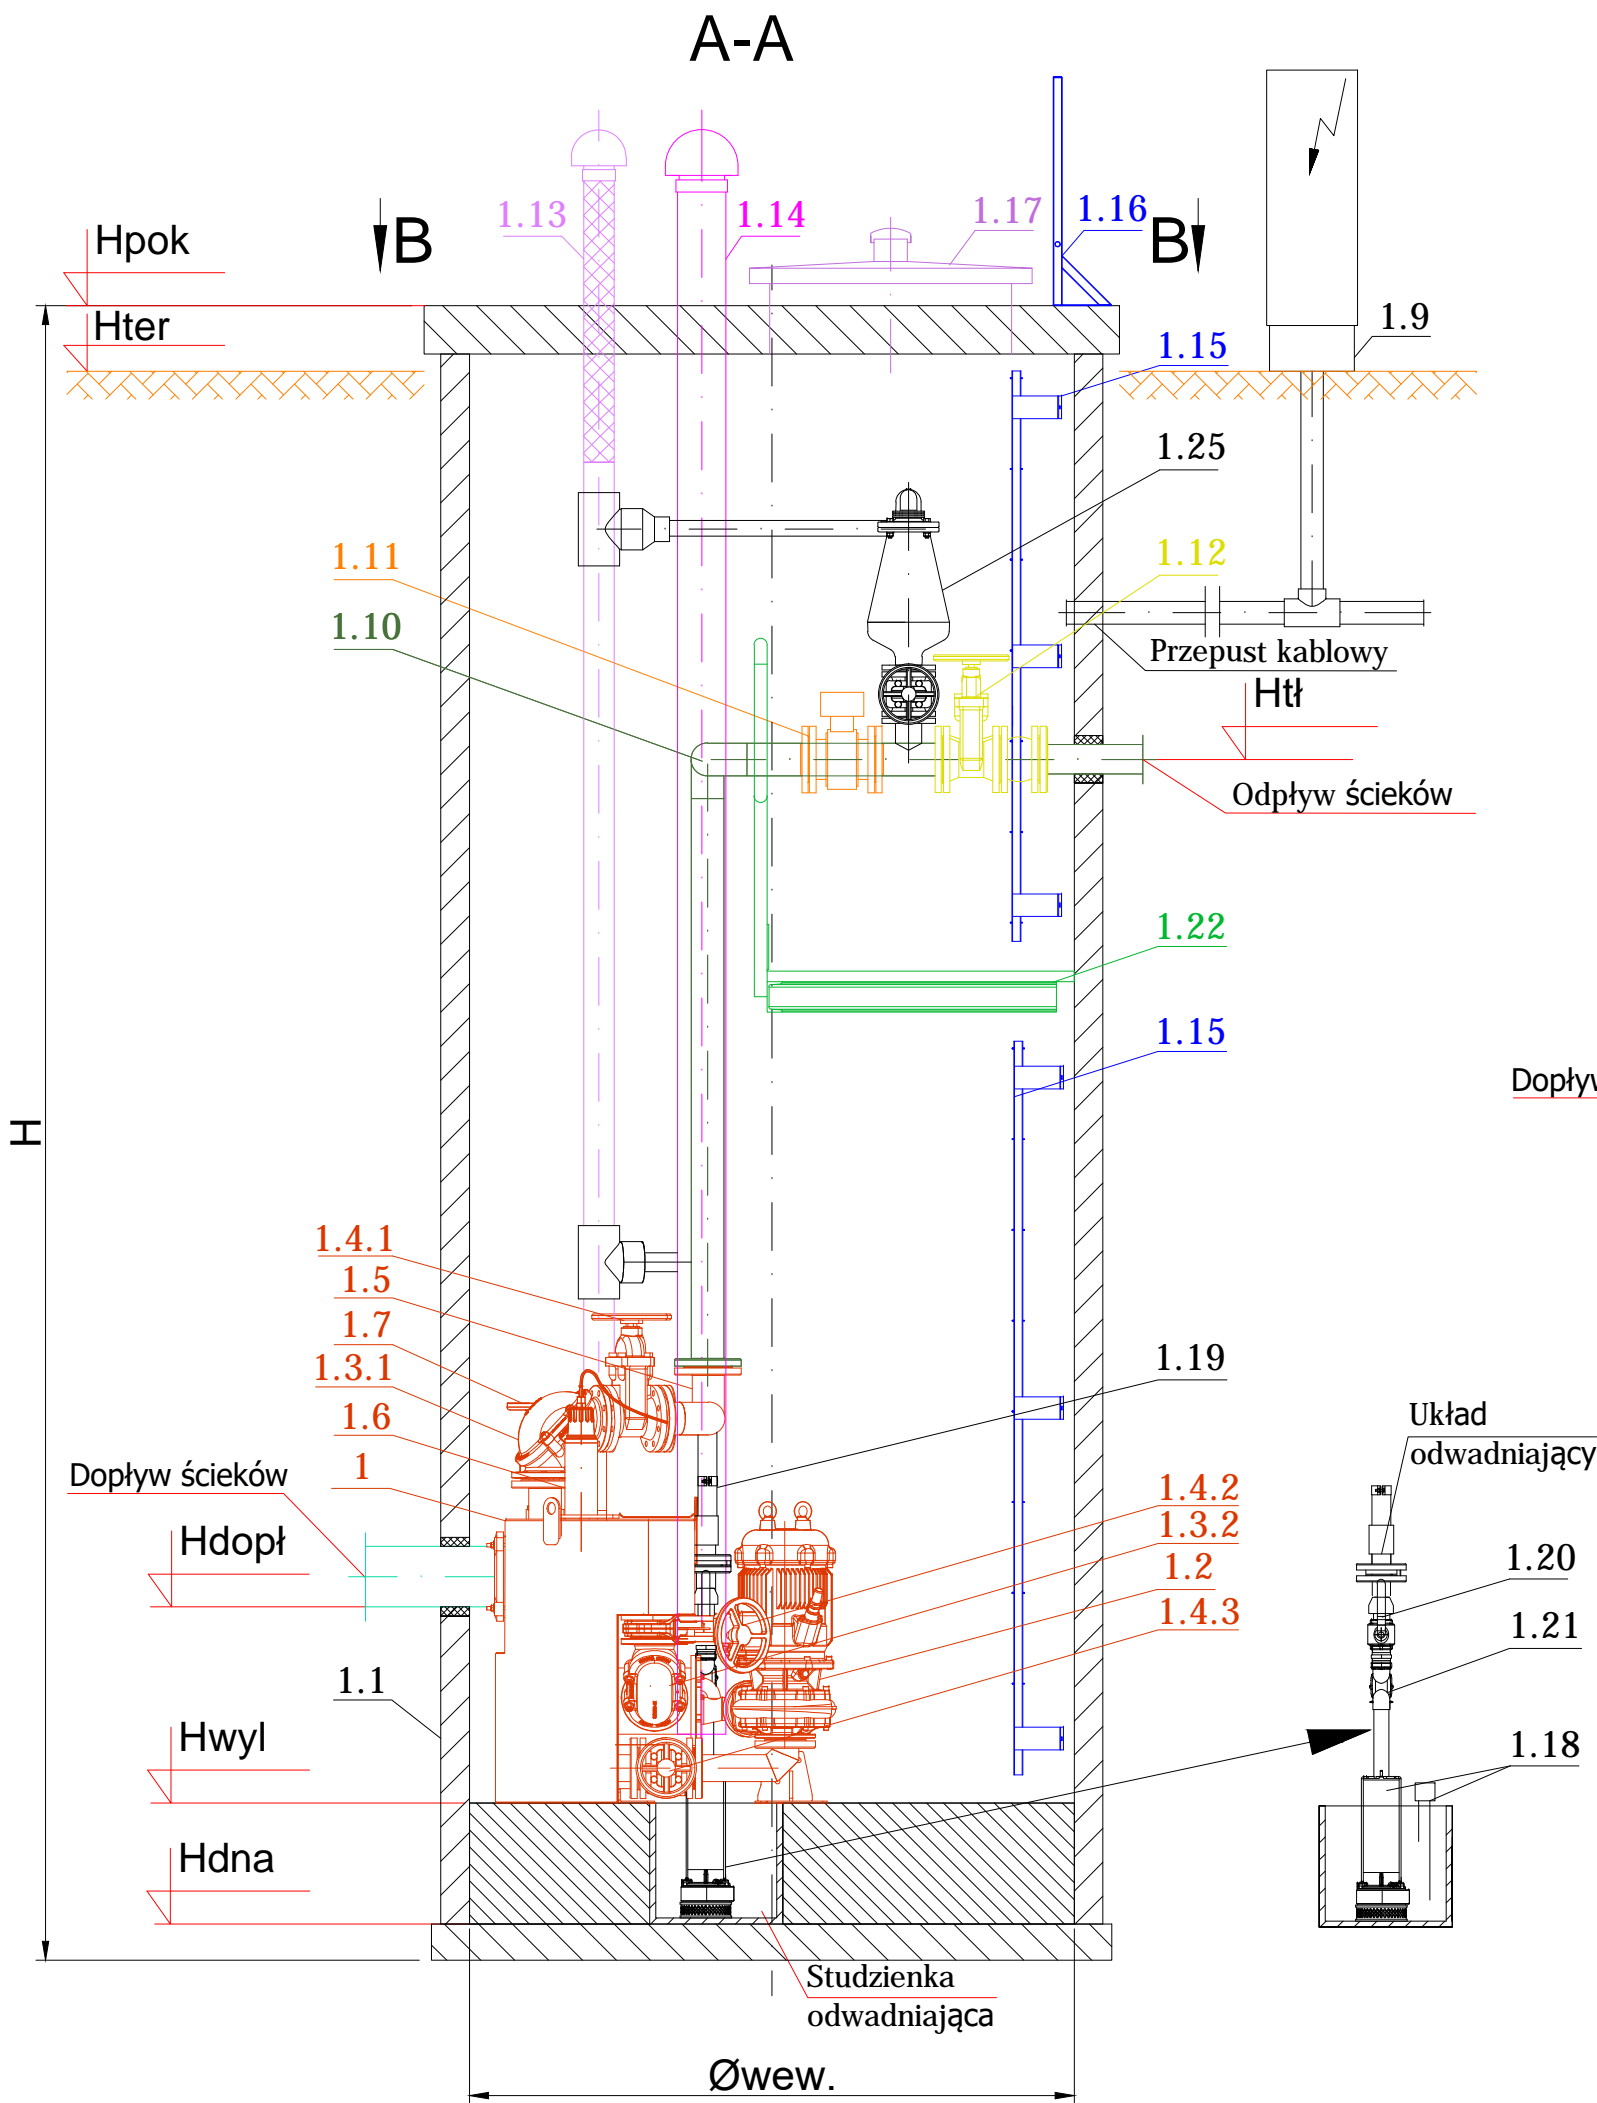 A-A
1.13
1.14
1.17
1.16
B
B
Hpok
Hter
1.9
1.15
1.25
1.11
1.12
1.10
Przepust kablowy
Htł
Odpływ ścieków
1.22
1.15
Dopływ
H
1.4.1
1.5
1.7
1.3.1
1.6
1
1.19
Układ
odwadniający
Dopływ ścieków
Hdopł
1.4.2
1.3.2
1.2
1.4.3
1.20
1.21
1.1
Hwyl
1.18
Hdna
Studzienka
odwadniająca
Øwew.